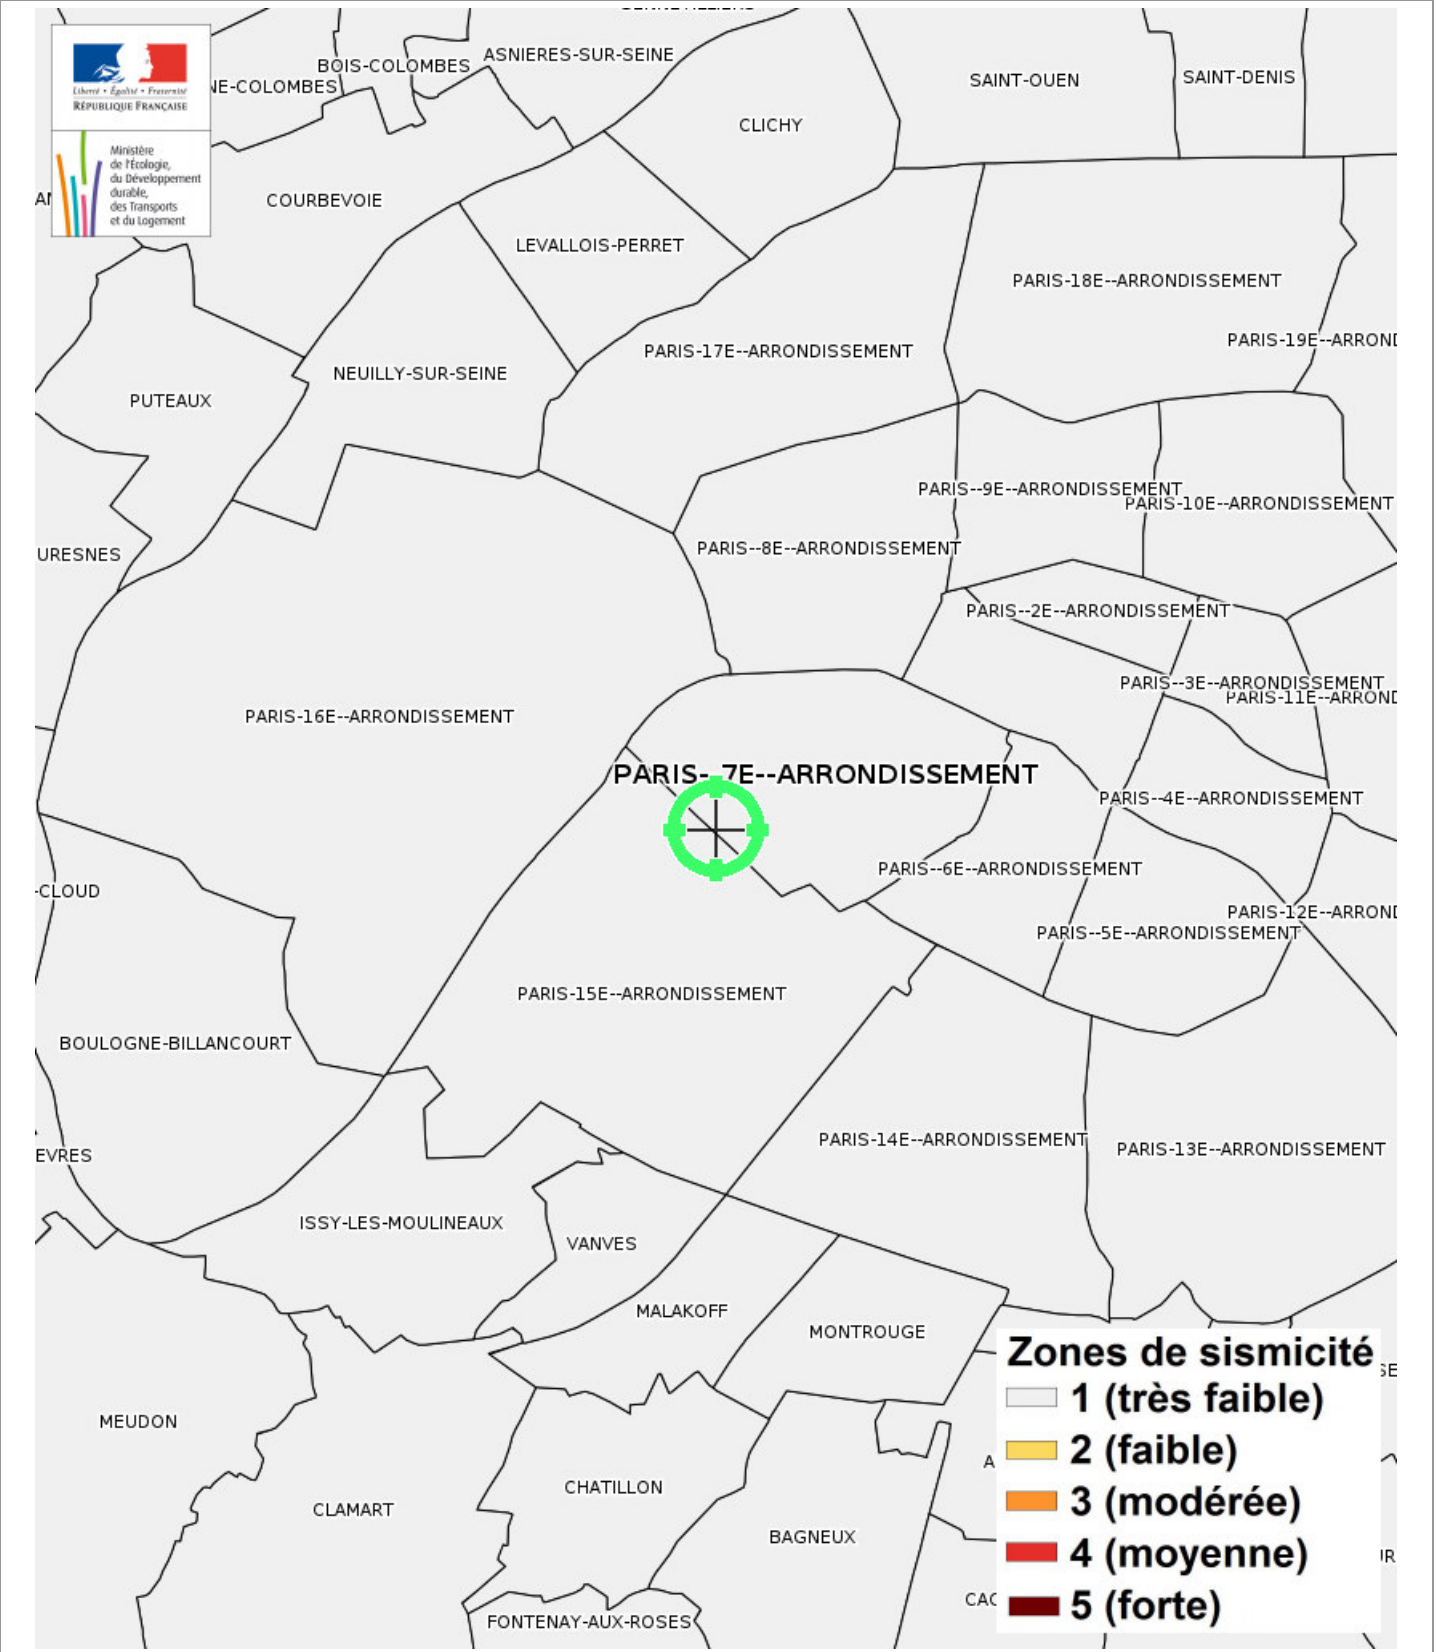 BOIS-COLOMBES
ASNIERES-SUR-SEINE
NE-COLOMBES
SAINT-OUEN
SAINT-DENIS
Liberté • Égalité • Fraternité
RÉPUBLIQUE FRANÇAISE
CLICHY
Ministère
de l'Écologie,
du Développement
durable,
des Transports
et du Logement
COURBEVOIE
LEVALLOIS-PERRET
PARIS-18E--ARRONDISSEMENT
PARIS-19E--ARROND
PARIS-17E--ARRONDISSEMENT
NEUILLY-SUR-SEINE
PUTEAUX
PARIS--9E--ARRONDISSEMENT
PARIS-10E--ARRONDISSEMENT
URESNES
PARIS--8E--ARRONDISSEMENT
PARIS--2E--ARRONDISSEMENT
PARIS--3E--ARRONDISSEMENT
PARIS-11E--ARROND
PARIS-16E--ARRONDISSEMENT
PARIS--7E--ARRONDISSEMENT
PARIS--4E--ARRONDISSEMENT
PARIS--6E--ARRONDISSEMENT
-CLOUD
PARIS-12E--ARROND
PARIS--5E--ARRONDISSEMENT
PARIS-15E--ARRONDISSEMENT
BOULOGNE-BILLANCOURT
PARIS-14E--ARRONDISSEMENT
PARIS-13E--ARRONDISSEMENT
EVRES
ISSY-LES-MOULINEAUX
VANVES
MALAKOFF
MONTROUGE
MEUDON
CHATILLON
CLAMART
BAGNEUX
FONTENAY-AUX-ROSES
Zones de sismicité
1 (très faible)
2 (faible)
3 (modérée)
4 (moyenne)
5 (forte)
SE
A
UR
CAC